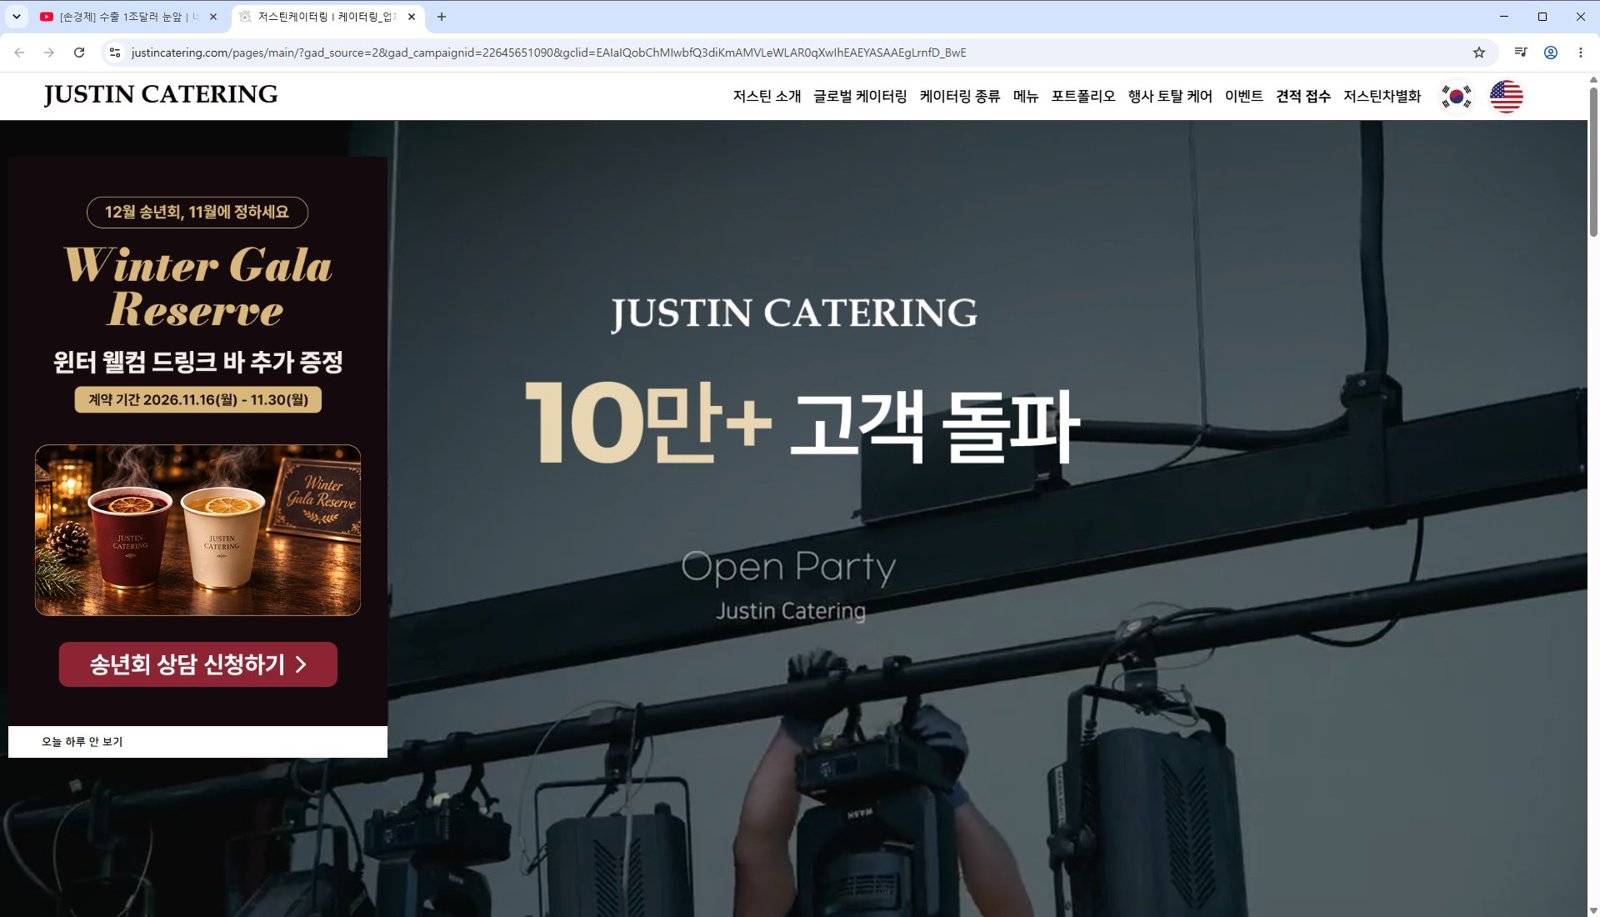 [손경제] 수출 1조달러 눈앞 |
저스틴케이터링 | 케이터링_업
justincatering.com/pages/main/?gad_source=2&gad_campaignid=22645651090&gclid=EAIaIQobChMIwbfQ3diKmAMVLeWLAR0qXwIhEAEYASAAEgLrnfD_BwE
JUSTIN CATERING
저스틴 소개 글로벌 케이터링 케이터링 종류 메뉴 포트폴리오 행사 토탈 케어 이벤트 견적 접수 저스틴차별화
12월 송년회, 11월에 정하세요
Winter Gala
Reserve
윈터 웰컴 드링크 바 추가 증정
계약 기간 2026.11.16(월) - 11.30(월)
Winter
Gala Reserve
JUSTIN
CATERING
JUSTIN
CATERING
송년회 상담 신청하기 >
오늘 하루 안 보기
JUSTIN CATERING
10만+ 고객 돌파
Open Party
Justin Catering
WASH